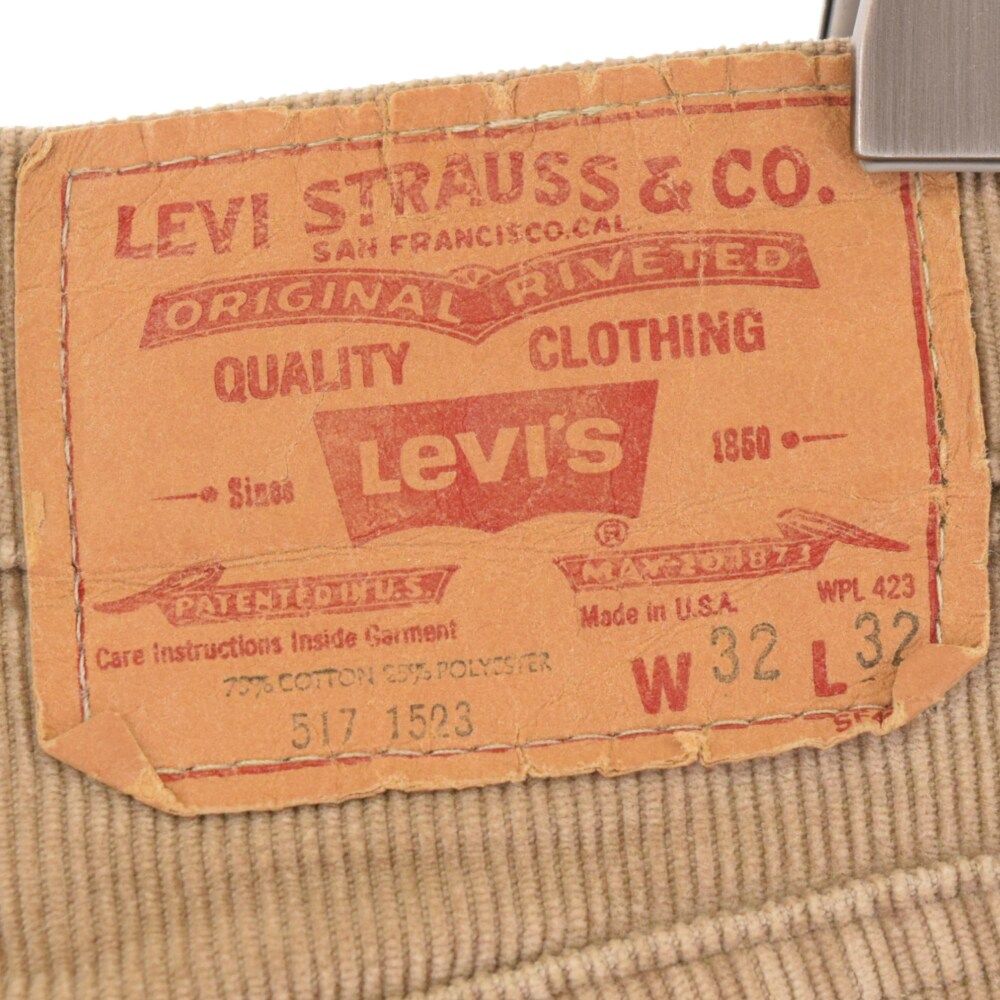 LEVI STRAUSS & CO.
SAN FRANCISCO, CAL.
ORIGINAL RIVETED
QUALITY CLOTHING
LEVI'S ®
Since 1850
PATENTED IN U.S. MAY 20 1873
Care Instructions Inside Garment Made in U.S.A. WPL 423
75% COTTON 25% POLYESTER
W 32 L 32
517 1523